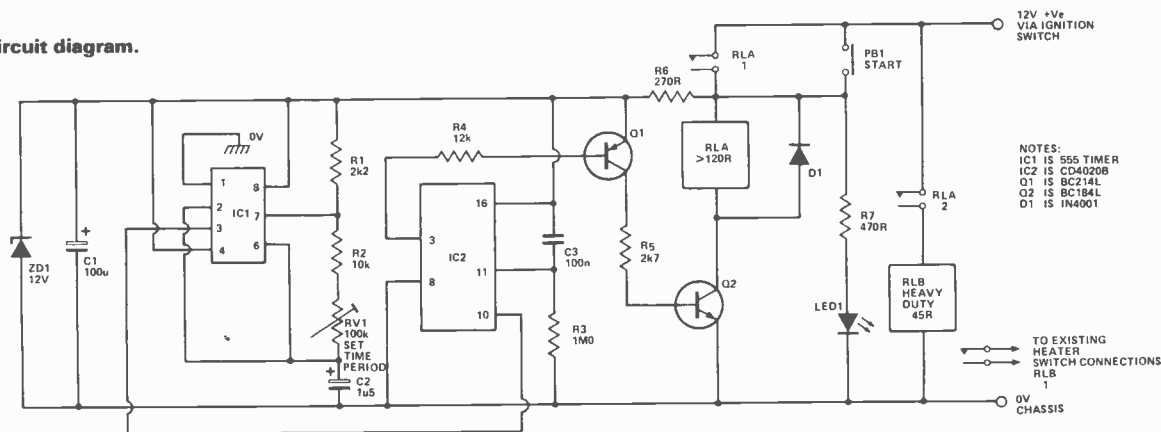 ircuit diagram.
12V +Ve
VIA IGNITION
SWITCH
RLA
1
PB1
START
R6
270R
Q1
R4
12k
0V
R1
2k2
RLA
>120R
D1
NOTES:
IC1 IS 555 TIMER
IC2 IS CD4020B
Q1 IS BC214L
Q2 IS BC184L
D1 IS IN4001
1
8
2
IC1
7
3
4
6
16
3
IC2
11
8
10
C3
100n
R5
2k7
RLA
2
R7
470R
ZD1
12V
+
C1
100u
R2
10k
Q2
RV1
100k
SET
TIME
PERIOD
R3
1M0
LED1
RLB
HEAVY
DUTY
45R
+
C2
1u5
TO EXISTING
HEATER
SWITCH CONNECTIONS
RLB
1
0V
CHASSIS